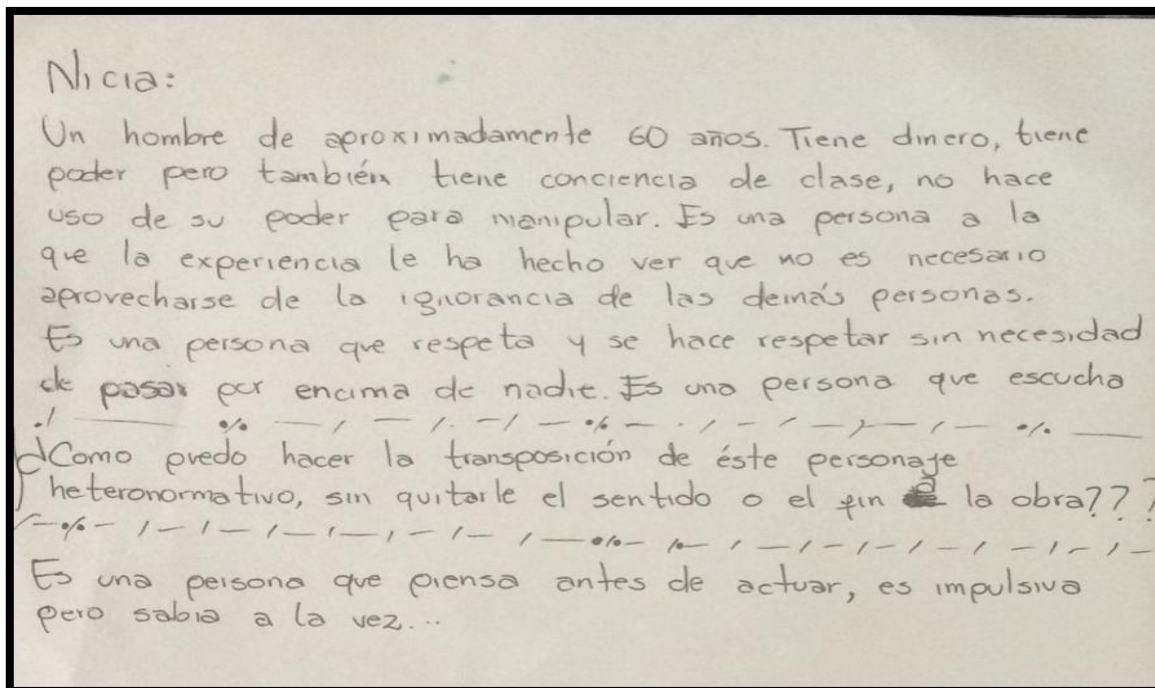 Nicia:
Un hombre de aproximadamente 60 años. Tiene dinero, tiene
poder pero también tiene conciencia de clase, no hace
uso de su poder para manipular. Es una persona a la
que la experiencia le ha hecho ver que no es necesario
aprovecharse de la ignorancia de las demás personas.
Es una persona que respeta y se hace respetar sin necesidad
de pasar por encima de nadie. Es una persona que escucha
¿Como puedo hacer la transposición de éste personaje
heteronormativo, sin quitarle el sentido o el fin a la obra???
Es una persona que piensa antes de actuar, es impulsiva
pero sabia a la vez...